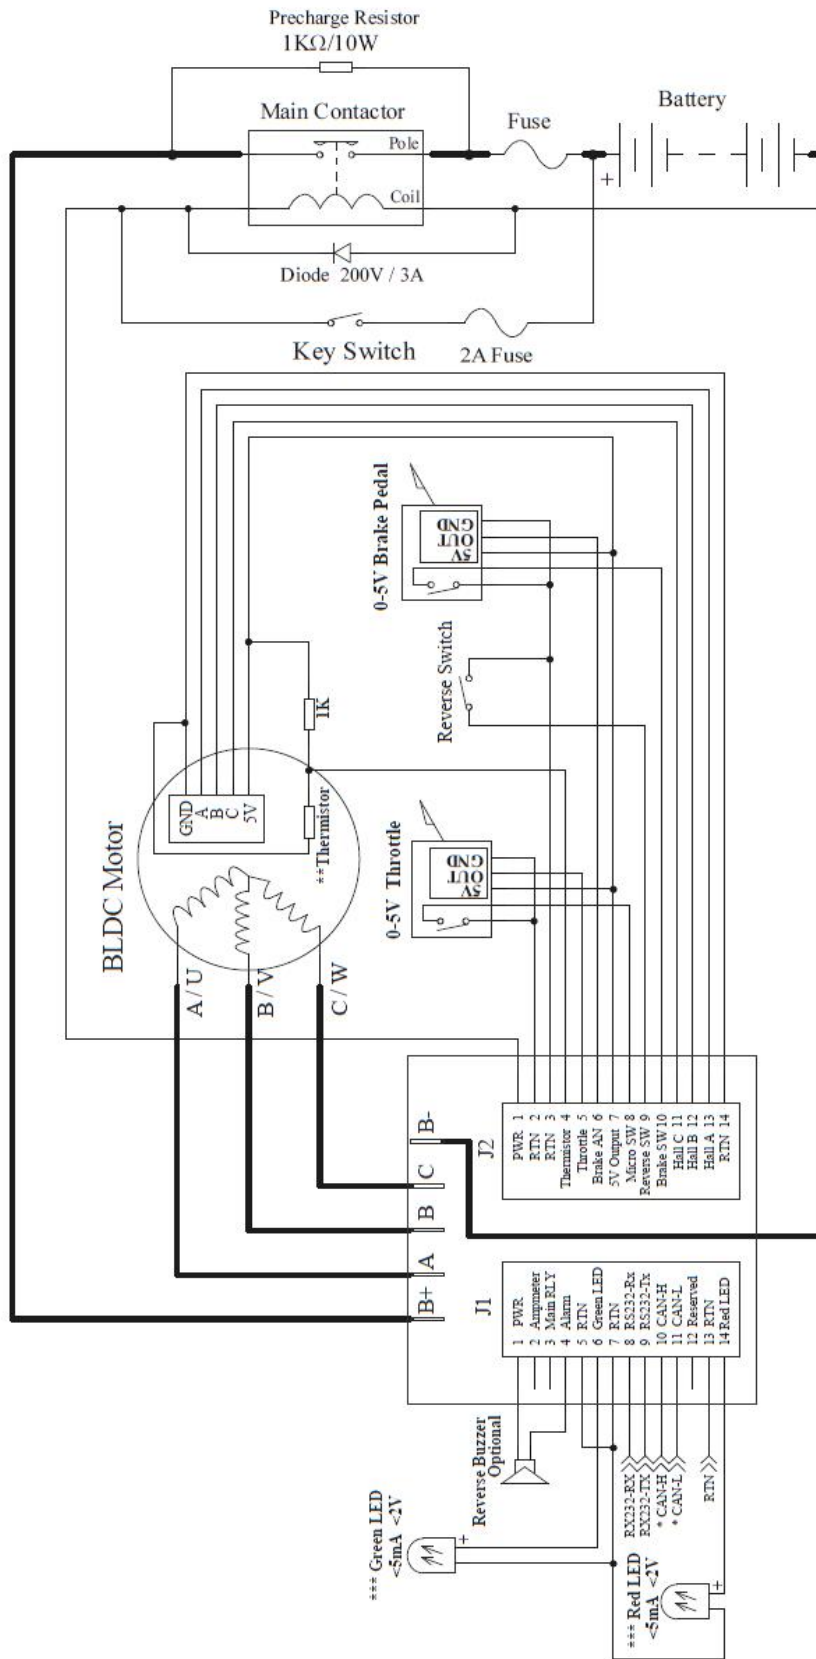 Precharge Resistor
1KΩ/10W
Main Contactor
Pole
Coil
Fuse
Battery
+
Diode 200V / 3A
Key Switch
2A Fuse
0-5V Brake Pedal
GND
OUT
5V
Reverse Switch
1K
BLDC Motor
GND
A
B
C
5V
**Thermistor
0-5V Throttle
GND
OUT
5V
A / U
B / V
C / W
B-
C
B
A
B+
J2
PWR 1
RTN 2
RTN 3
Thermistor 4
Throttle 5
Brake AN 6
5V Output 7
Micro SW 8
Reverse SW 9
Brake SW10
Hall C 11
Hall B 12
Hall A 13
RTN 14
J1
1 PWR
2 Ampmeter
3 Main RLY
4 Alarm
5 RTN
6 Green LED
7 RTN
8 RS232-Rx
9 RS232-Tx
10 CAN-H
11 CAN-L
12 Reserved
13 RTN
14 Red LED
Reverse Buzzer
Optional
*** Green LED
<5mA <2V
+
RX232-RX
RX232-TX
* CAN-H
* CAN-L
RTN
*** Red LED
<5mA <2V
+